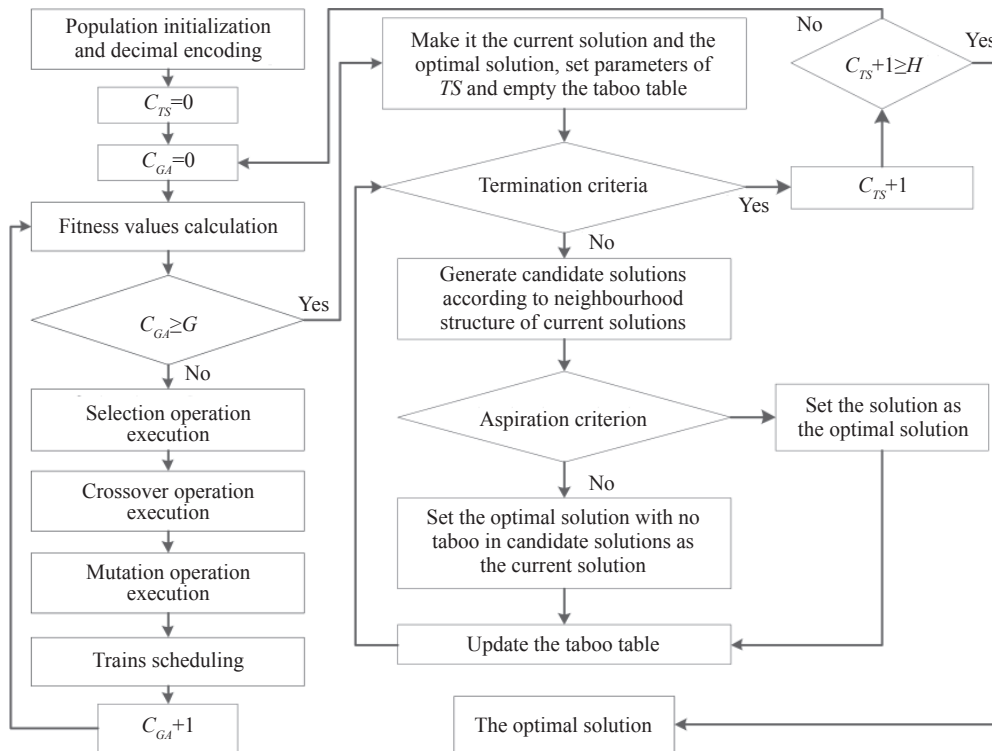 Population initialization
and decimal encoding
C_TS=0
C_GA=0
Fitness values calculation
C_GA≥G
Yes
No
Selection operation
execution
Crossover operation
execution
Mutation operation
execution
Trains scheduling
C_GA+1
Make it the current solution and the
optimal solution, set parameters of
TS and empty the taboo table
Termination criteria
Yes
No
Generate candidate solutions
according to neighbourhood
structure of current solutions
Aspiration criterion
No
Set the optimal solution with no
taboo in candidate solutions as
the current solution
Update the taboo table
The optimal solution
No
Yes
C_TS+1≥H
C_TS+1
Set the solution as
the optimal solution